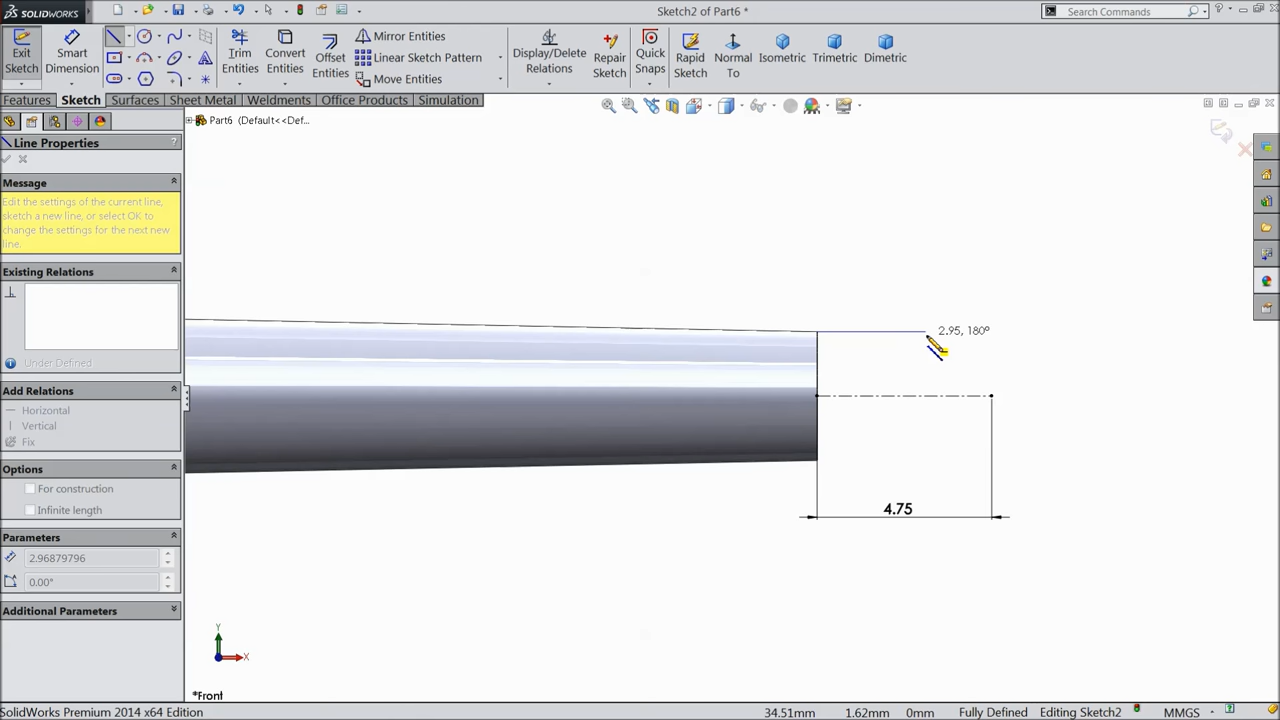 SOLIDWORKS
Sketch2 of Part6 *
Search Commands
Exit Sketch
Smart Dimension
Trim Entities
Convert Entities
Offset Entities
Mirror Entities
Linear Sketch Pattern
Move Entities
Display/Delete Relations
Repair Sketch
Quick Snaps
Rapid Sketch
Normal To
Isometric
Trimetric
Dimetric
Features
Sketch
Surfaces
Sheet Metal
Weldments
Office Products
Simulation
Part6 (Default<<Def...
Line Properties
?
Message
Edit the settings of the current line,
sketch a new line, or select OK to
change the settings for the next new
line.
Existing Relations
Under Defined
Add Relations
Horizontal
Vertical
Fix
Options
For construction
Infinite length
Parameters
2.96879796
0.00°
Additional Parameters
2.95, 180°
4.75
Y
X
*Front
SolidWorks Premium 2014 x64 Edition
34.51mm
1.62mm
0mm
Fully Defined
Editing Sketch2
MMGS